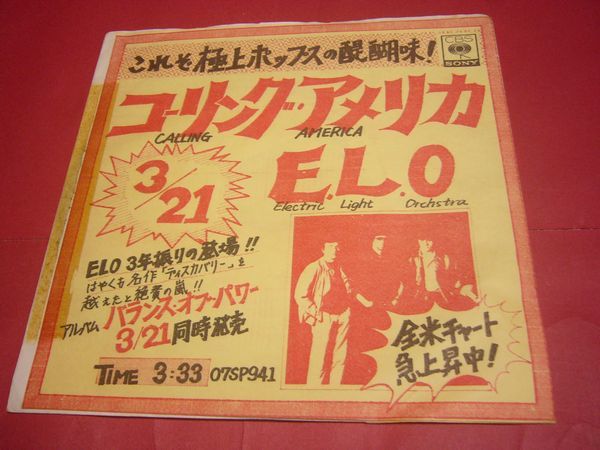 これぞ極上ポップスの醍醐味!
CBS
SONY
コーリング・アメリカ
CALLING AMERICA
3/21
E.L.O
Electric Light Orchstra
ELO 3年振りの登場!!
はやくも名作「ディスカバリー」を
越えたと絶賛の嵐!!
アルバム バランス・オブ・パワー
3/21 同時発売
TIME 3:33 07SP941
全米チャート
急上昇中!